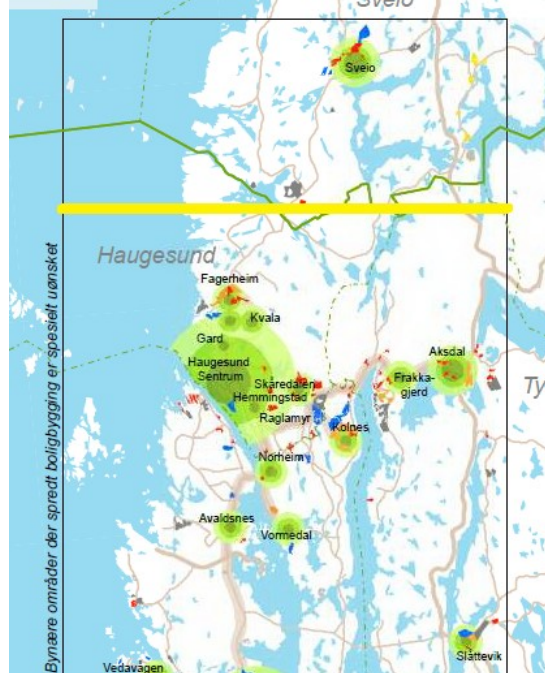 Sveio
Sveio
Haugesund
Fagerheim
Kvala
Gard
Haugesund
Sentrum
Skåredalen
Hemmingstad
Raglamyr
Aksdal
Frakka-
gjerd
Ty
Kolnes
Norheim
Avaldsnes
Vormedal
Slåttevik
Vedavågen
Bynære områder der spredt boligbygging er spesielt uønsket